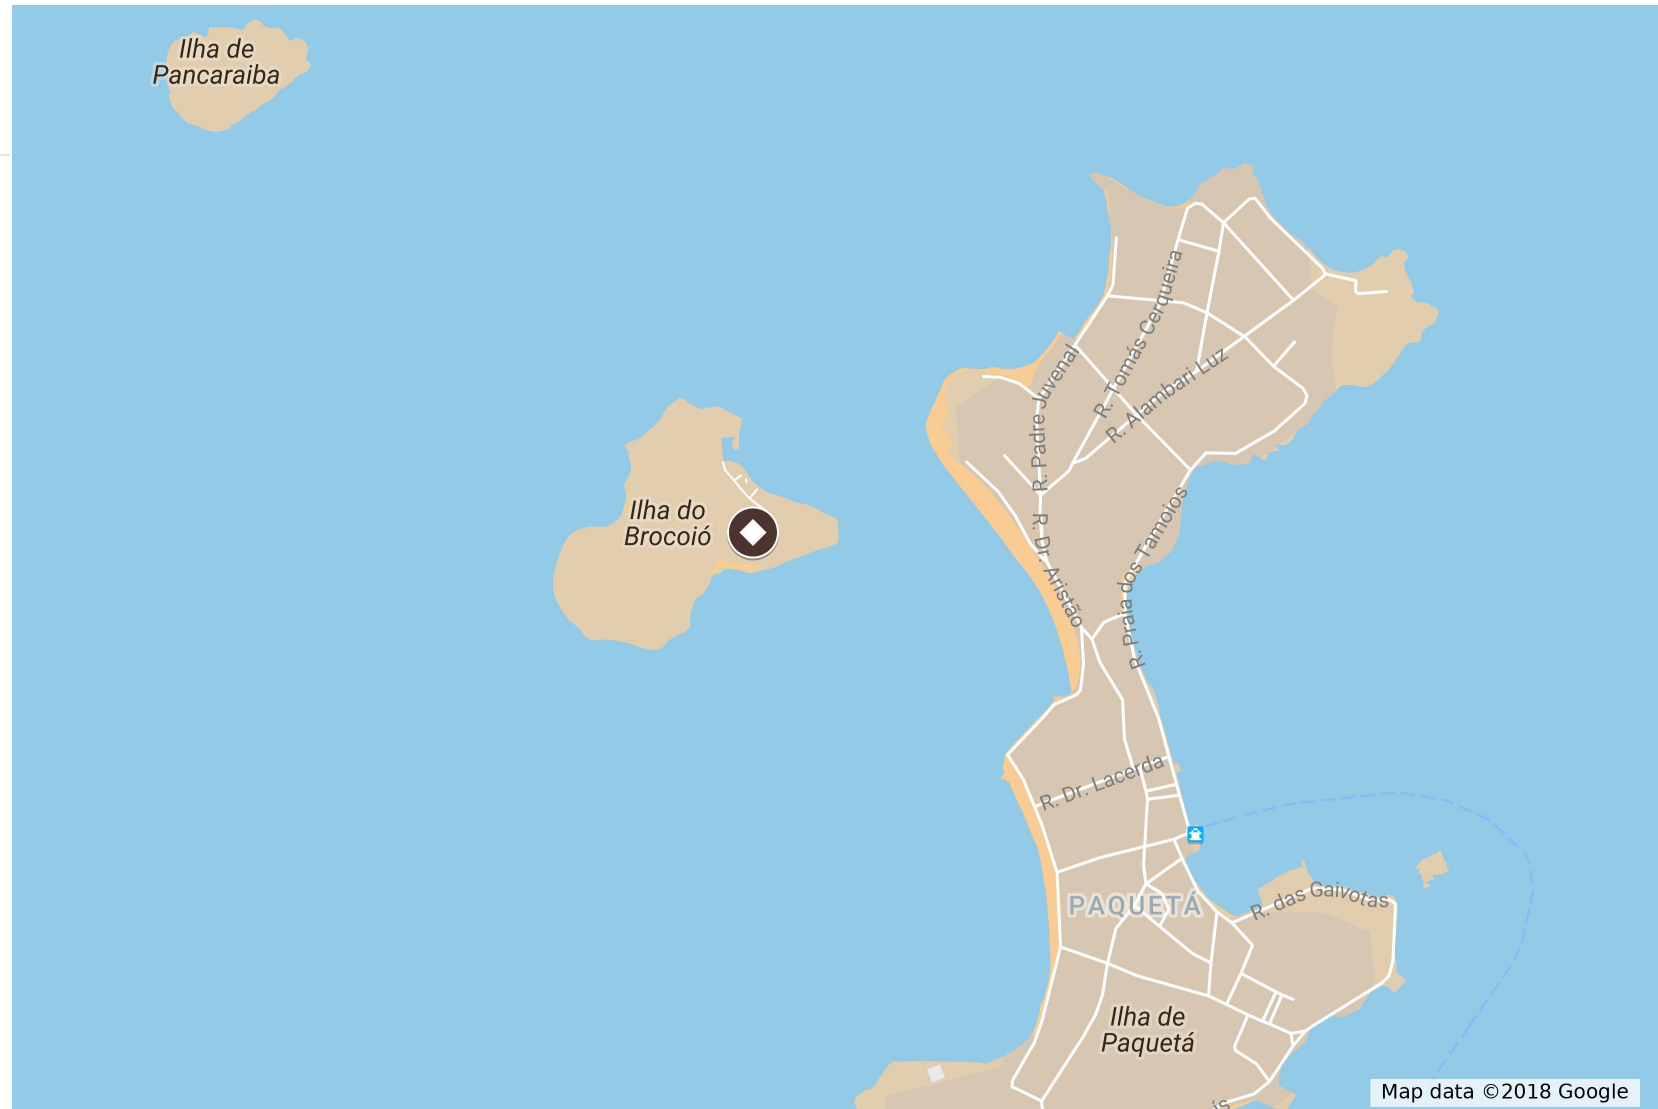 Ilha de
Pancaraiba
R. Tomás Cerqueira
R. Padre Juvenal
R. Alambari Luz
Ilha do
Brocoió
R. Dr. Aristão
R. Praia dos Tamoios
R. Dr. Lacerda
PAQUETÁ
R. das Gaivotas
Ilha de
Paquetá
Map data ©2018 Google